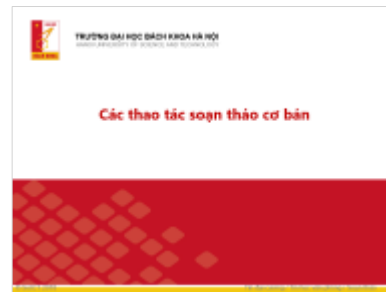 TRƯỜNG ĐẠI HỌC BÁCH KHOA HÀ NỘI
HANOI UNIVERSITY OF SCIENCE AND TECHNOLOGY
Các thao tác soạn thảo cơ bản